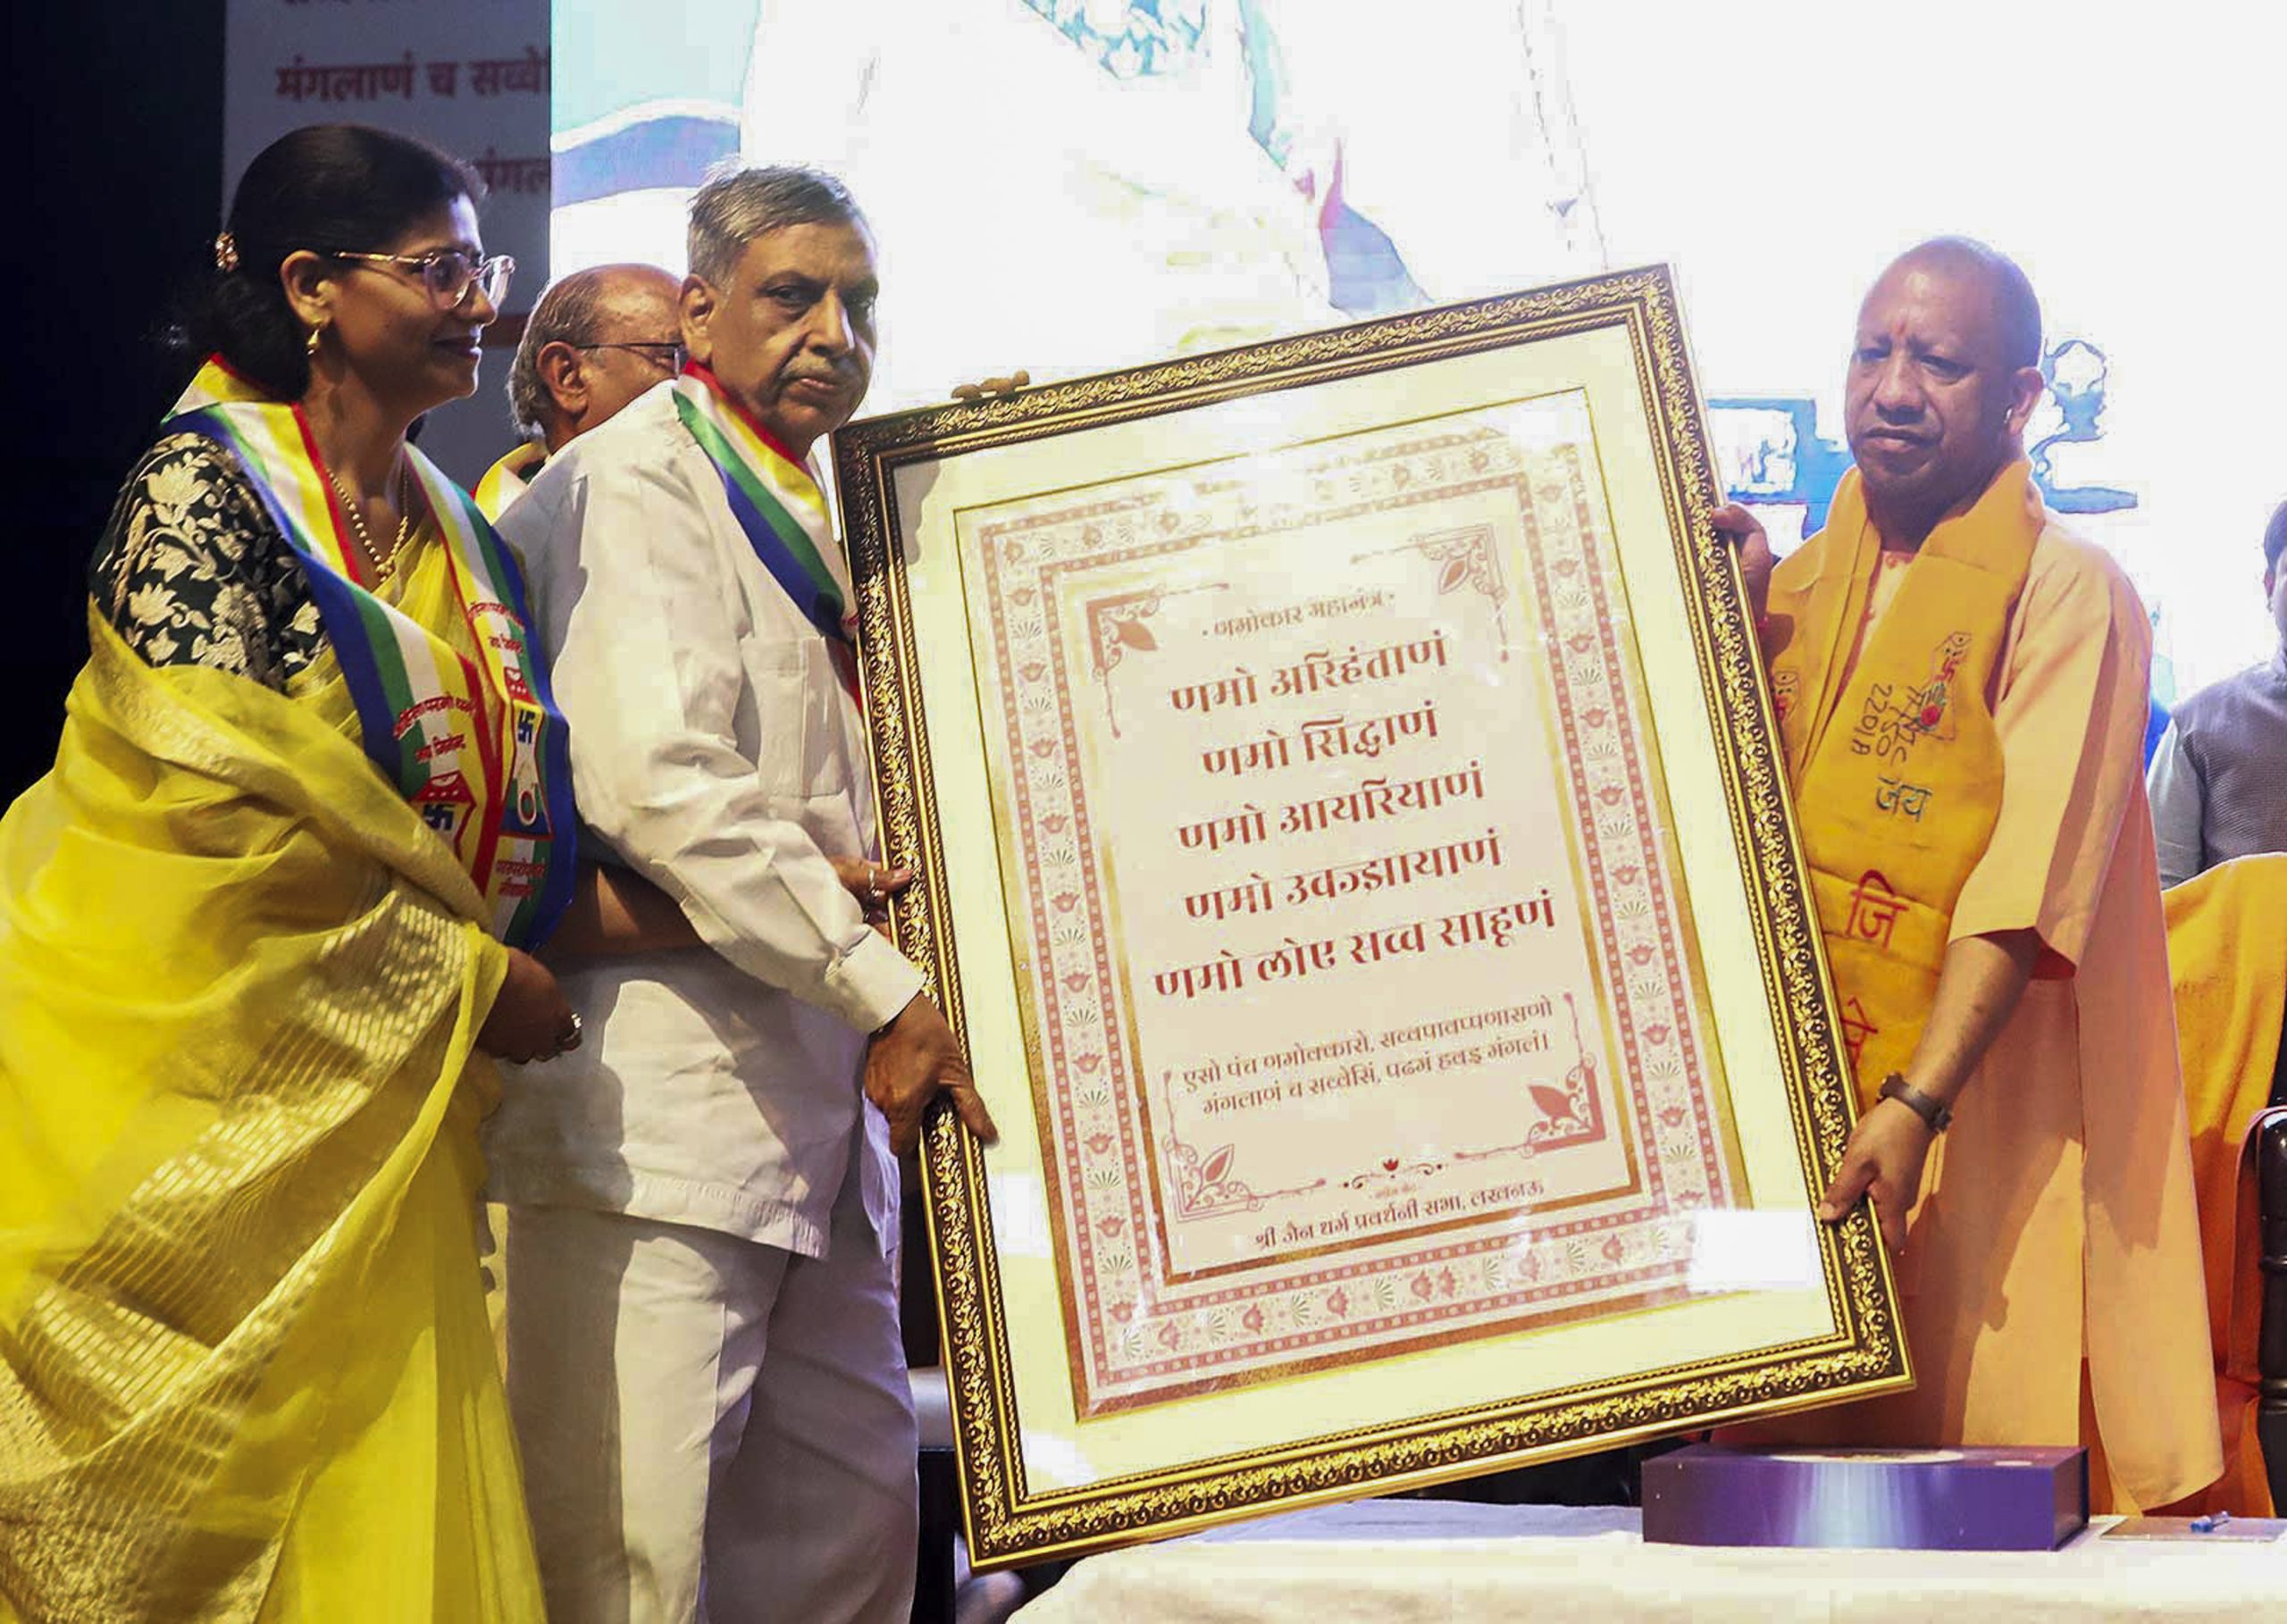 मंगलाणं च सव्वे
मंगल
· णमोकार महामंत्र ·
णमो अरिहंताणं
णमो सिद्धाणं
णमो आयरियाणं
णमो उवज्झायाणं
णमो लोए सव्व साहूणं
एसो पंच णमोक्कारो, सव्वपावप्पणासणो
मंगलाणं च सव्वेसिं, पढमं हवइ मंगलं।
श्री जैन धर्म प्रवर्धनी सभा, लखनऊ
जय
जि